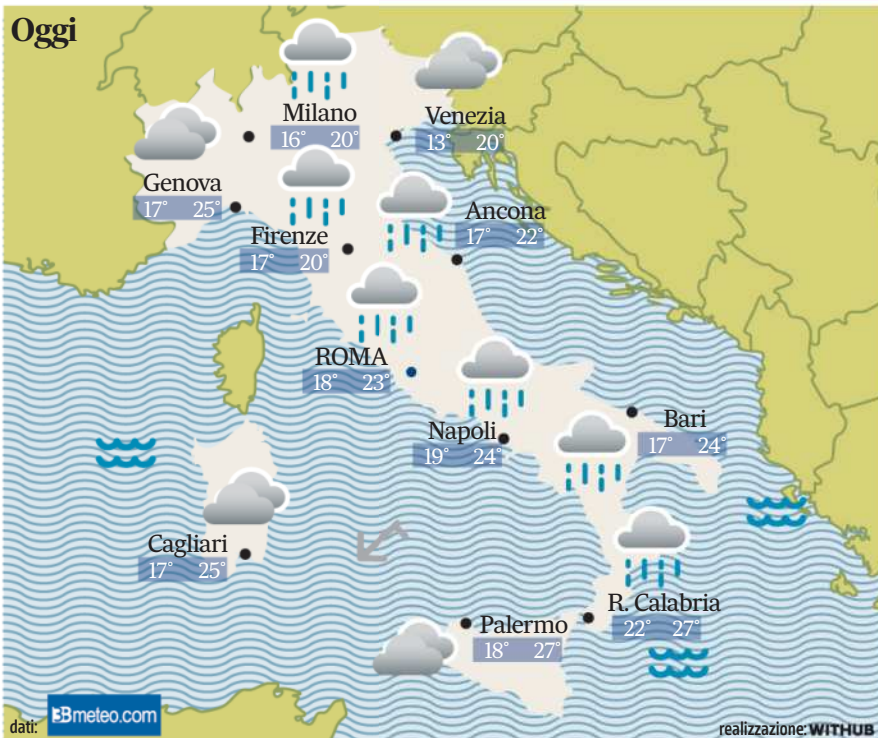 Oggi
Milano
16° 20°
Venezia
13° 20°
Genova
17° 25°
Ancona
17° 22°
Firenze
17° 20°
ROMA
18° 23°
Napoli
19° 24°
Bari
17° 24°
Cagliari
17° 25°
R. Calabria
22° 27°
Palermo
18° 27°
dati: 3Bmeteo.com
realizzazione: WITHUB